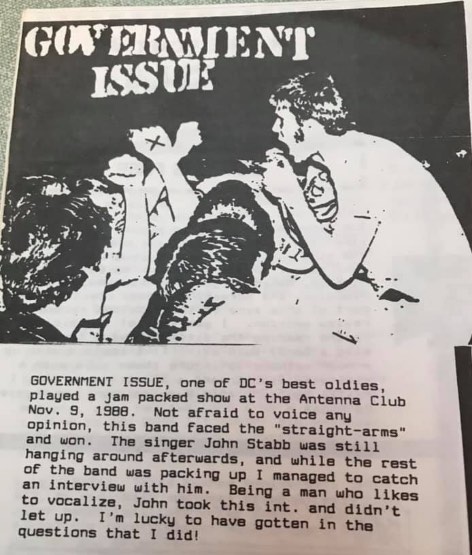 GOVERNMENT
ISSUE
X
GOVERNMENT ISSUE, one of DC's best oldies,
played a jam packed show at the Antenna Club
Nov. 9, 1988. Not afraid to voice any
opinion, this band faced the "straight-arms"
and won. The singer John Stabb was still
hanging around afterwards, and while the rest
of the band was packing up I managed to catch
an interview with him. Being a man who likes
to vocalize, John took this int. and didn't
let up. I'm lucky to have gotten in the
questions that I did!